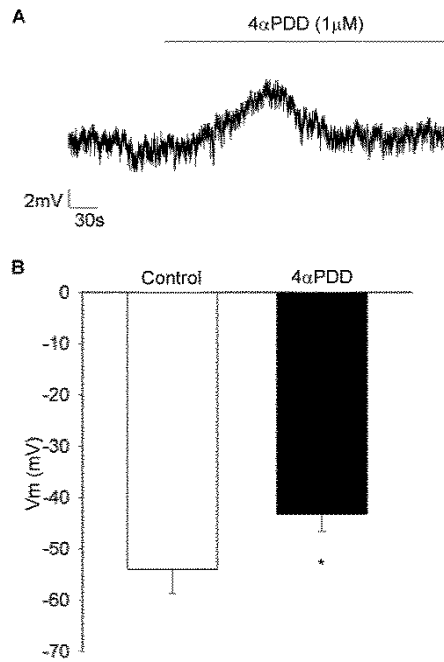 A
4αPDD (1μM)
2mV
30s
B
Control 4αPDD
0
-10
-20
-30
-40
-50
-60
-70
Vm (mV)
*